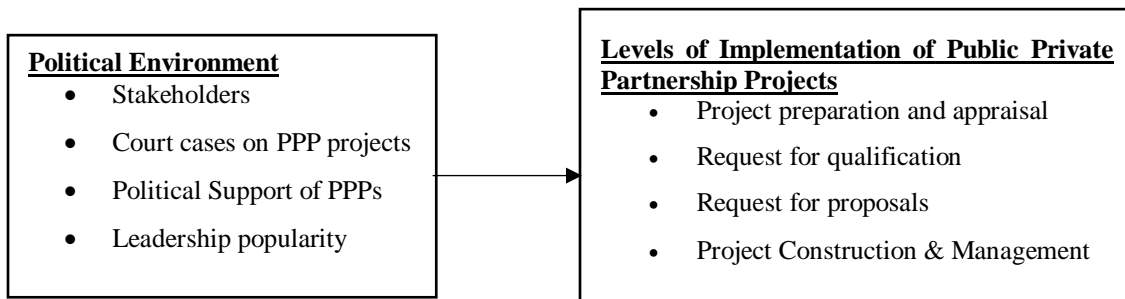 Political Environment
• Stakeholders
• Court cases on PPP projects
• Political Support of PPPs
• Leadership popularity
Levels of Implementation of Public Private
Partnership Projects
• Project preparation and appraisal
• Request for qualification
• Request for proposals
• Project Construction & Management